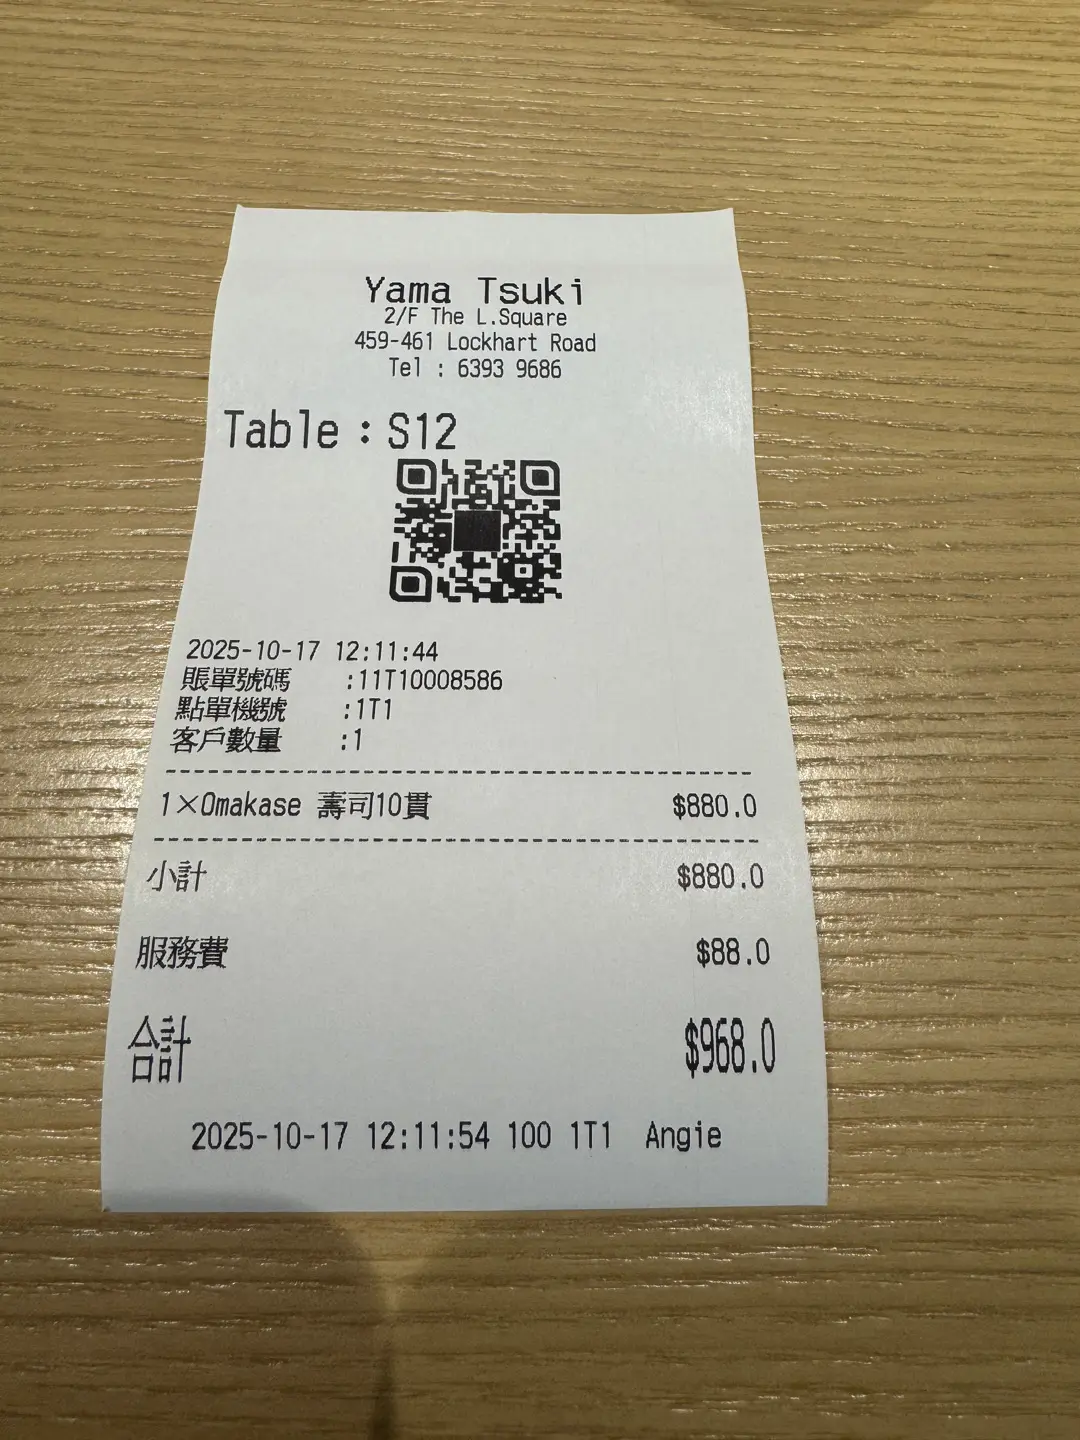 Yama Tsuki
2/F The L.Square
459-461 Lockhart Road
Tel : 6393 9686
Table : S12
2025-10-17 12:11:44
賬單號碼 :11T10008586
點單機號 :1T1
客戶數量 :1
1×Omakase 壽司10貫 $880.0
小計 $880.0
服務費 $88.0
合計 $968.0
2025-10-17 12:11:54 100 1T1 Angie